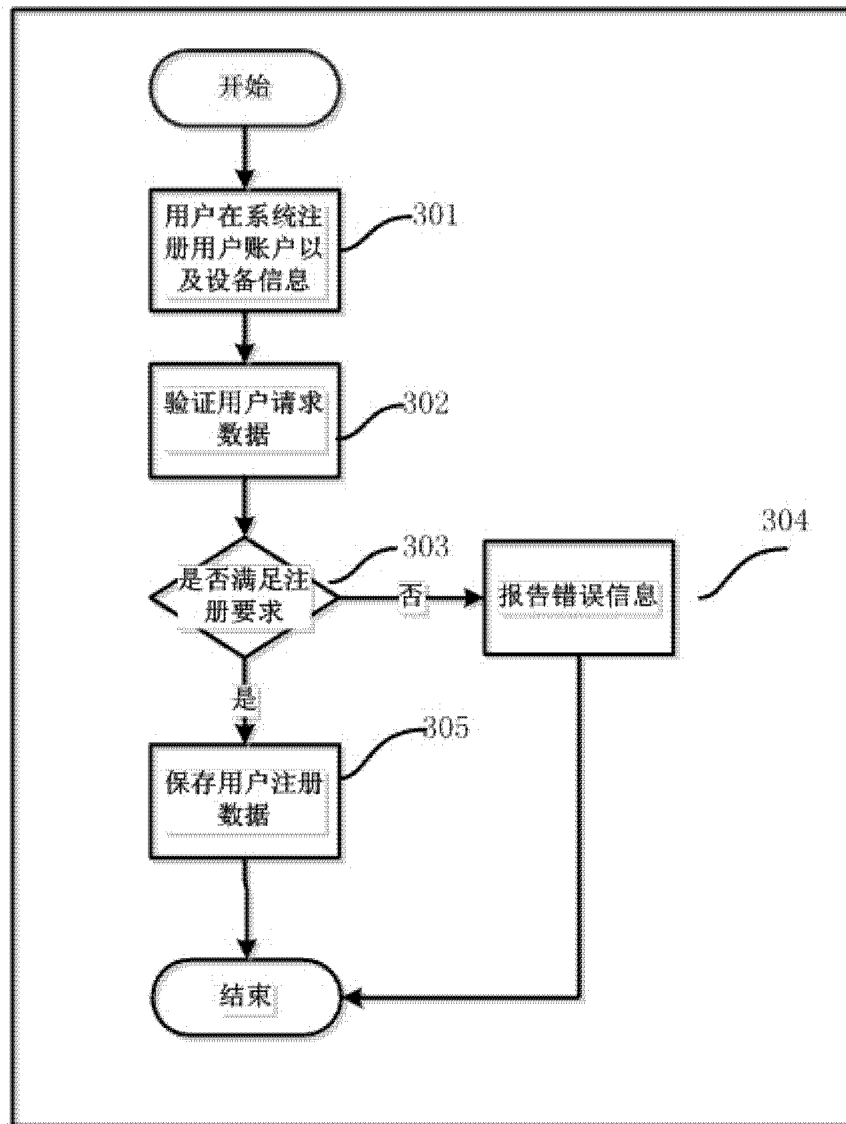 开始
用户在系统注
册用户账户以
及设备信息
301
验证用户请求
数据
302
是否满足注
册要求
303
否
报告错误信息
304
是
保存用户注册
数据
305
结束